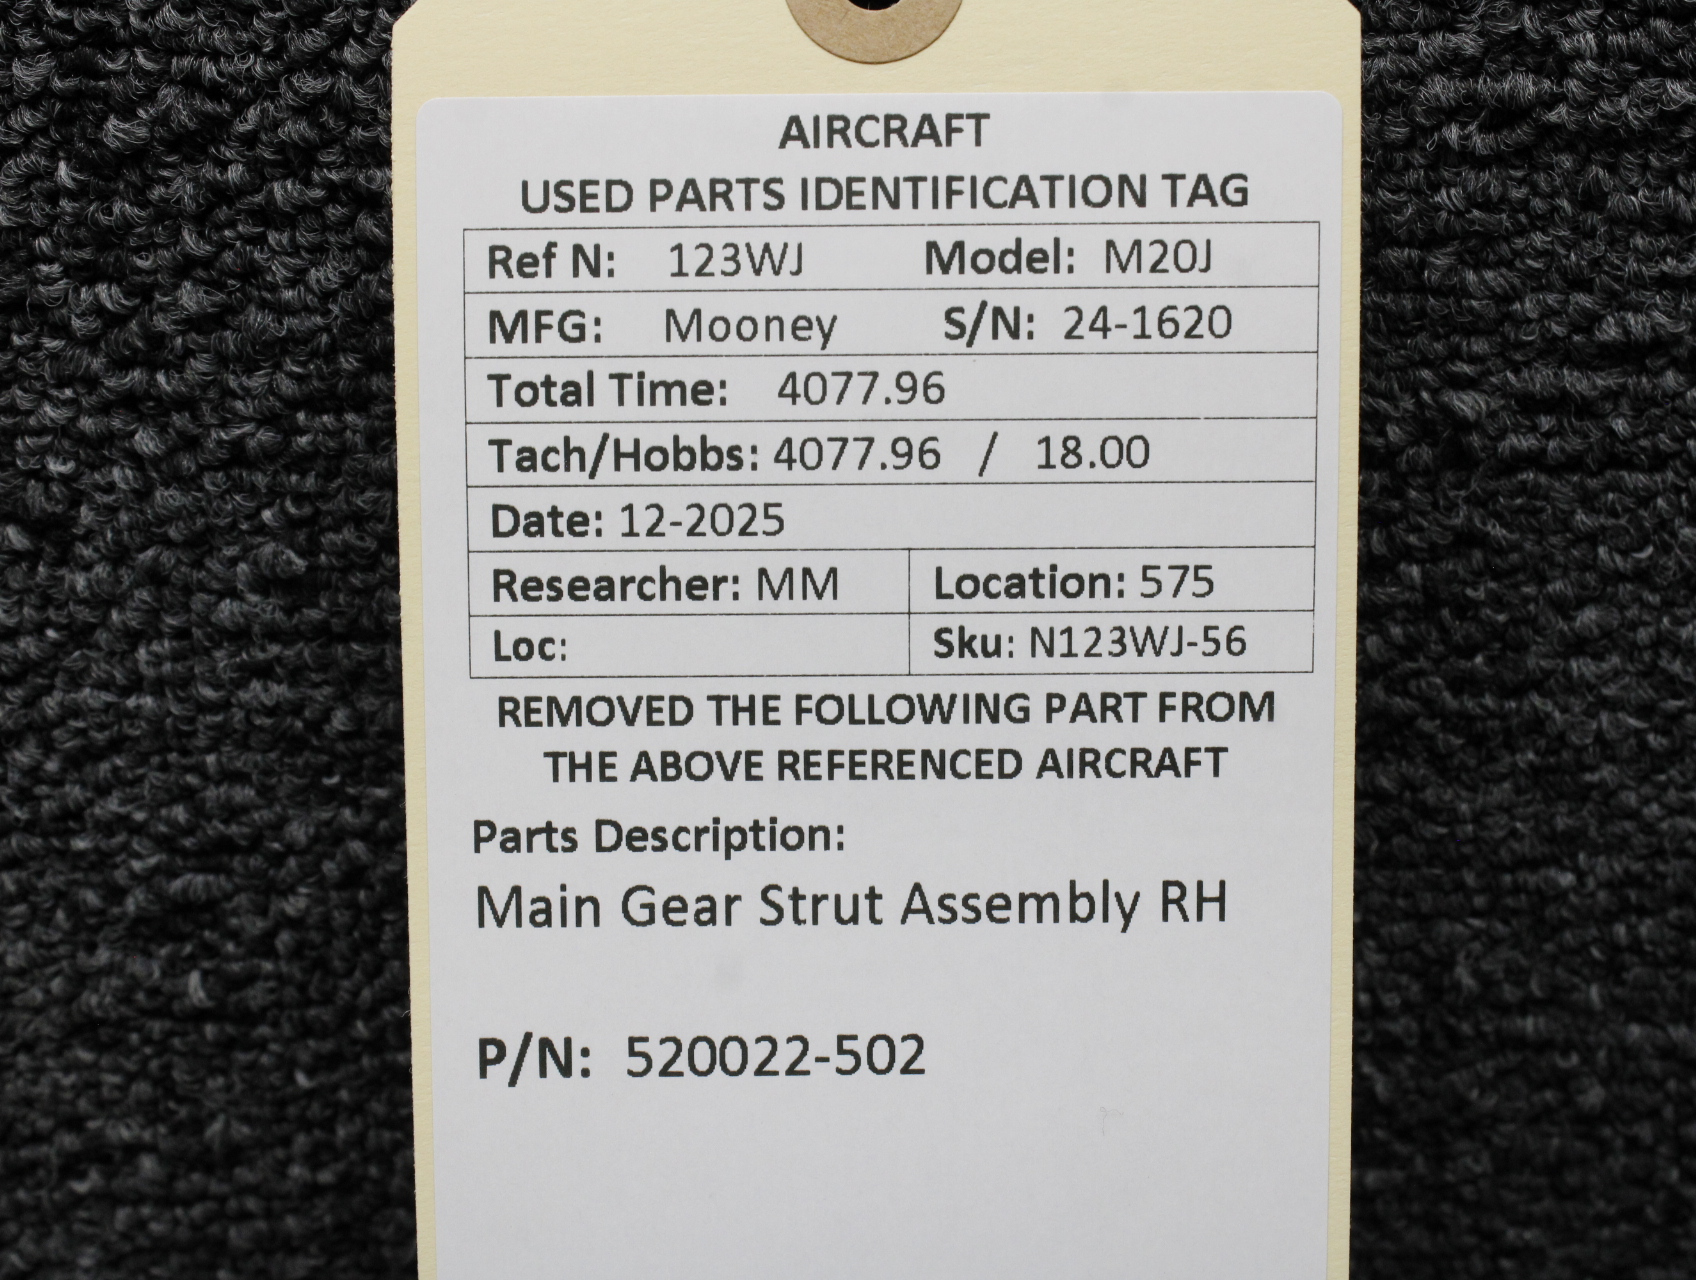 AIRCRAFT
USED PARTS IDENTIFICATION TAG
Ref N: 123WJ Model: M20J
MFG: Mooney S/N: 24-1620
Total Time: 4077.96
Tach/Hobbs: 4077.96 / 18.00
Date: 12-2025
Researcher: MM Location: 575
Loc: Sku: N123WJ-56
REMOVED THE FOLLOWING PART FROM
THE ABOVE REFERENCED AIRCRAFT
Parts Description:
Main Gear Strut Assembly RH
P/N: 520022-502